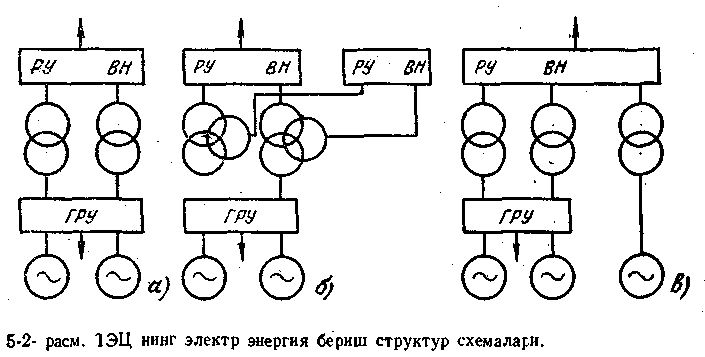 РУ ВН РУ ВН РУ ВН РУ ВН
ГРУ ГРУ ГРУ
а) б) в)
5-2- расм. ТЭЦ нинг электр энергия бериш структур схемалари.